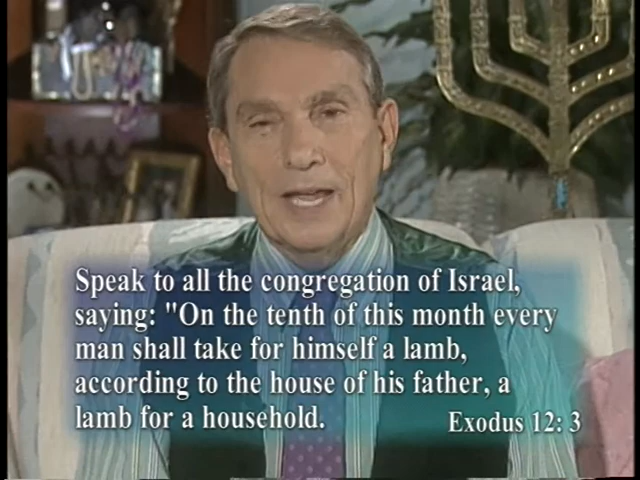 Speak to all the congregation of Israel,
saying: "On the tenth of this month every
man shall take for himself a lamb,
according to the house of his father, a
lamb for a household.
Exodus 12: 3